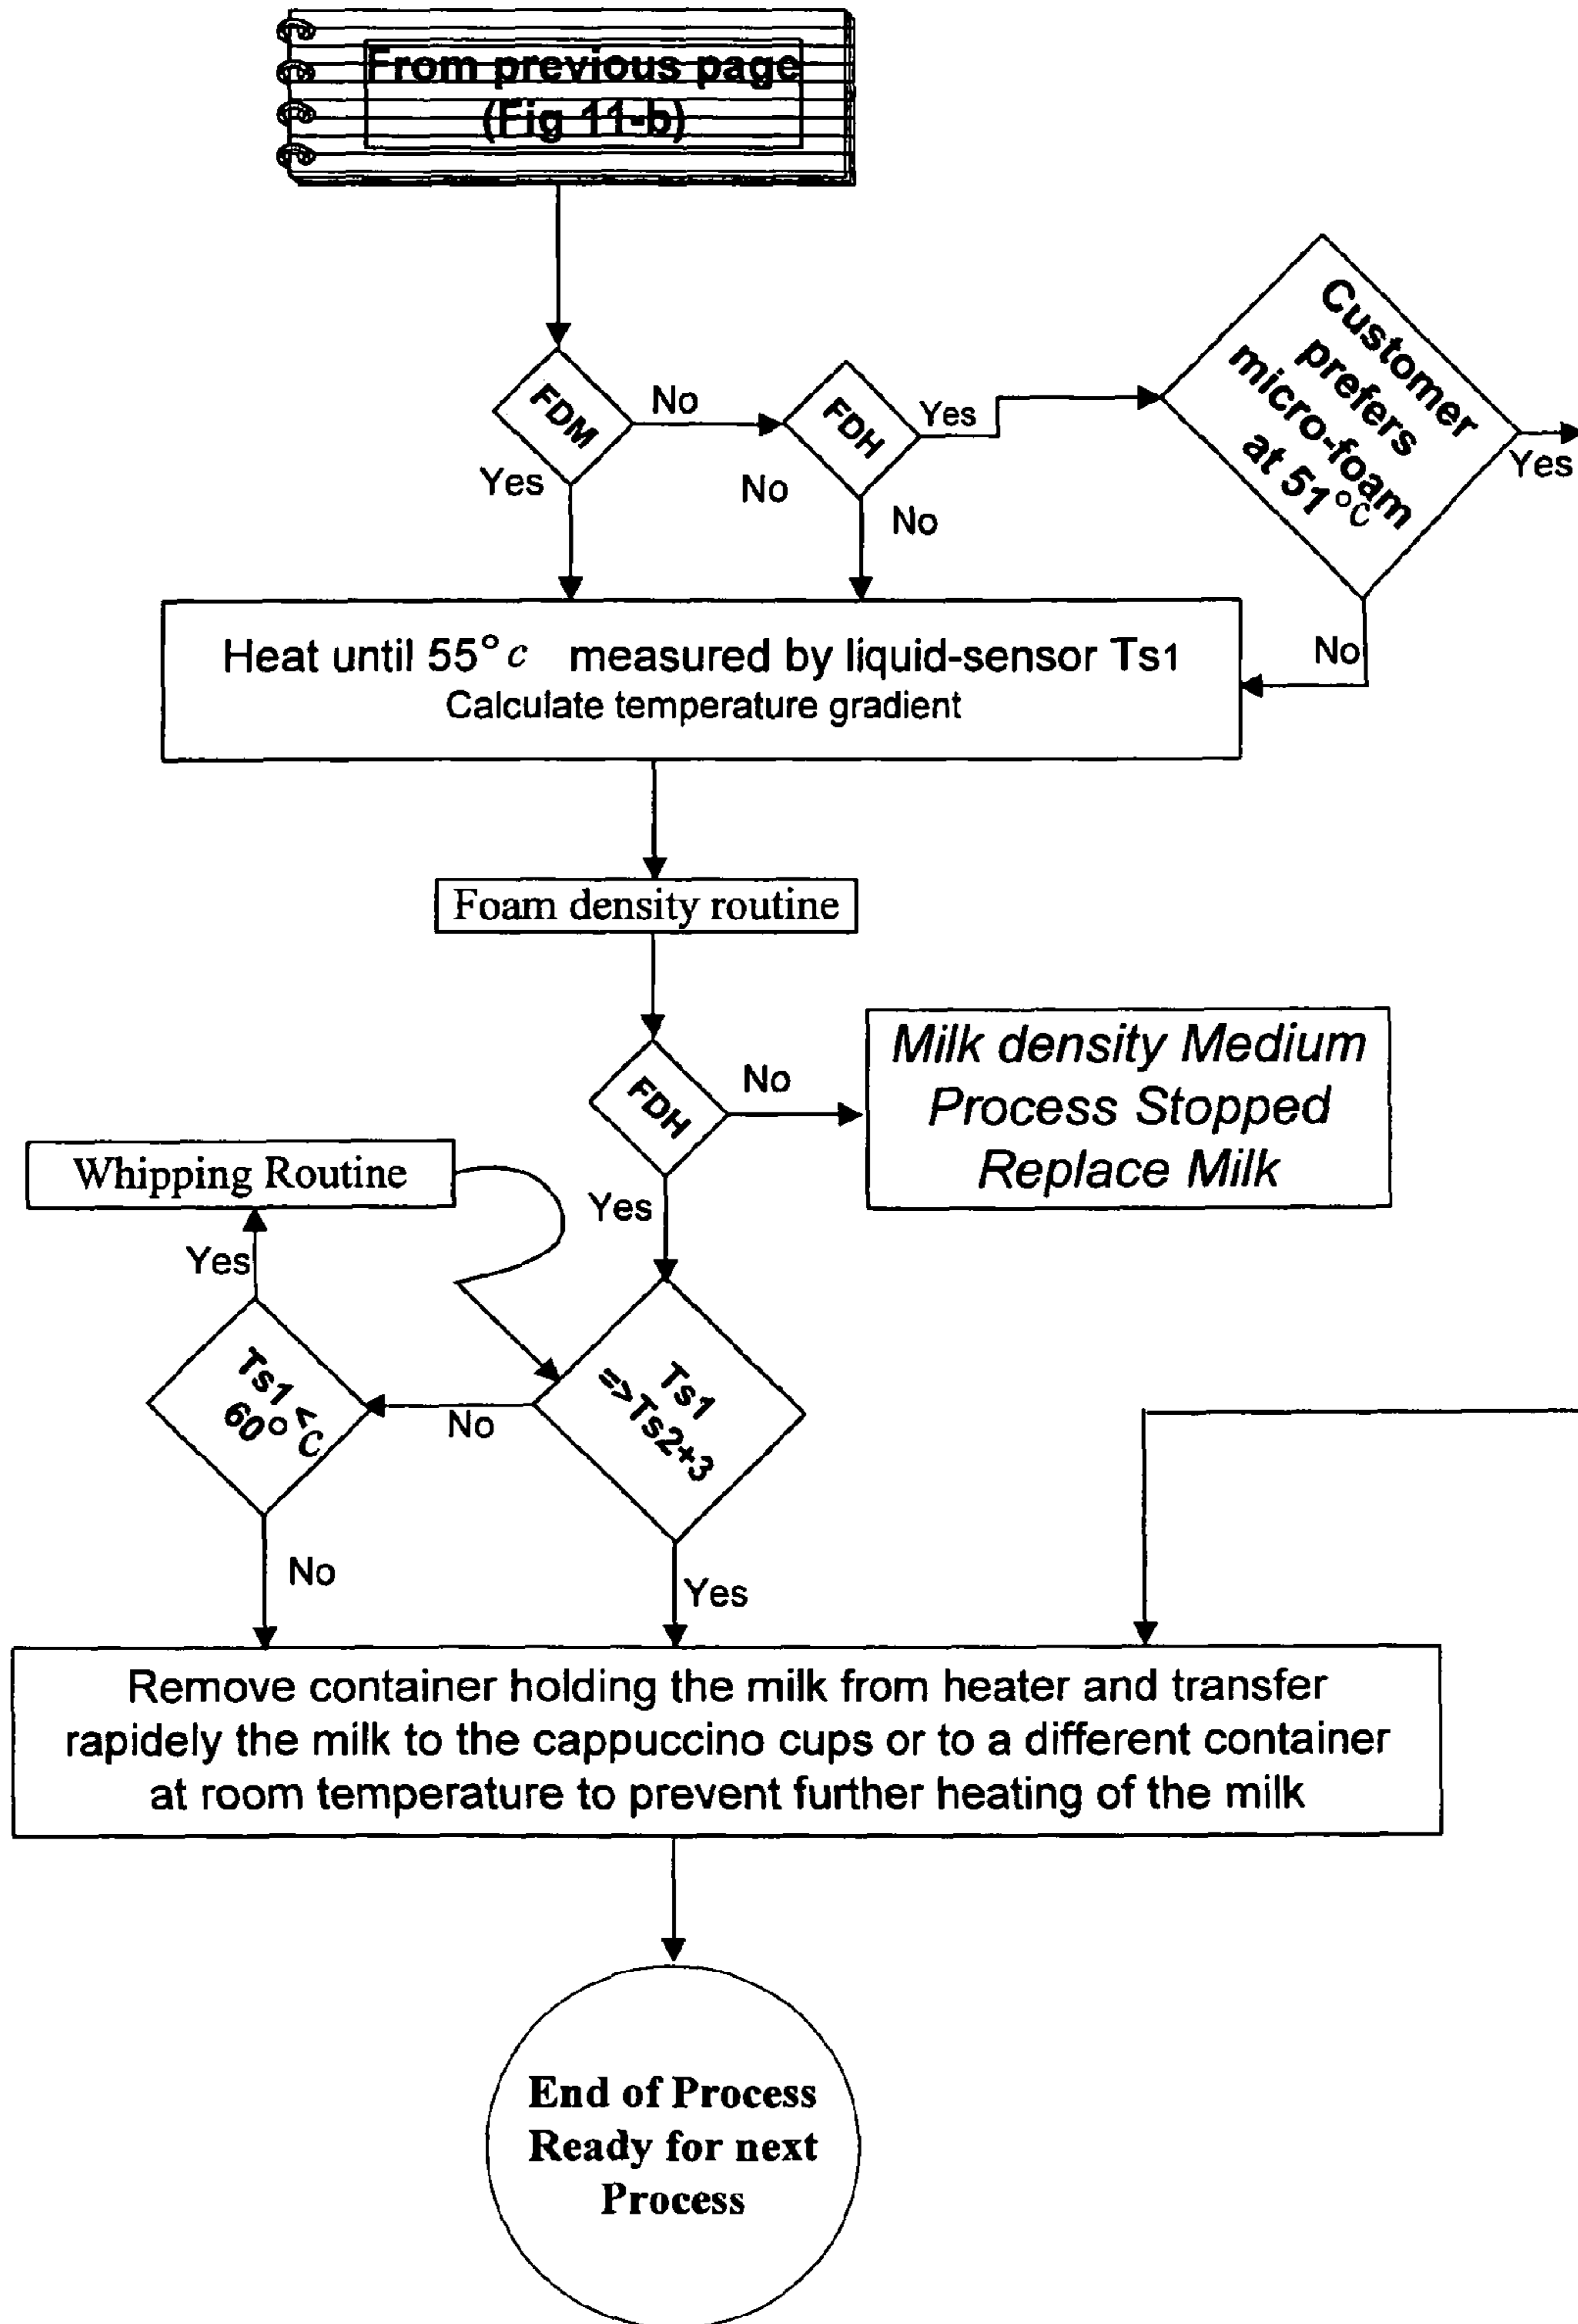 From previous page
(Fig 11-b)
FDM
No
FDH
Yes
Customer
prefers
micro-foam
at 51°C
Yes
Yes
No
No
No
Heat until 55°c measured by liquid-sensor Ts1
Calculate temperature gradient
Foam density routine
FDH
No
Milk density Medium
Process Stopped
Replace Milk
Whipping Routine
Yes
Yes
Ts1 <
60°C
No
Ts1
=>Ts2+3
No
Yes
Remove container holding the milk from heater and transfer
rapidely the milk to the cappuccino cups or to a different container
at room temperature to prevent further heating of the milk
End of Process
Ready for next
Process